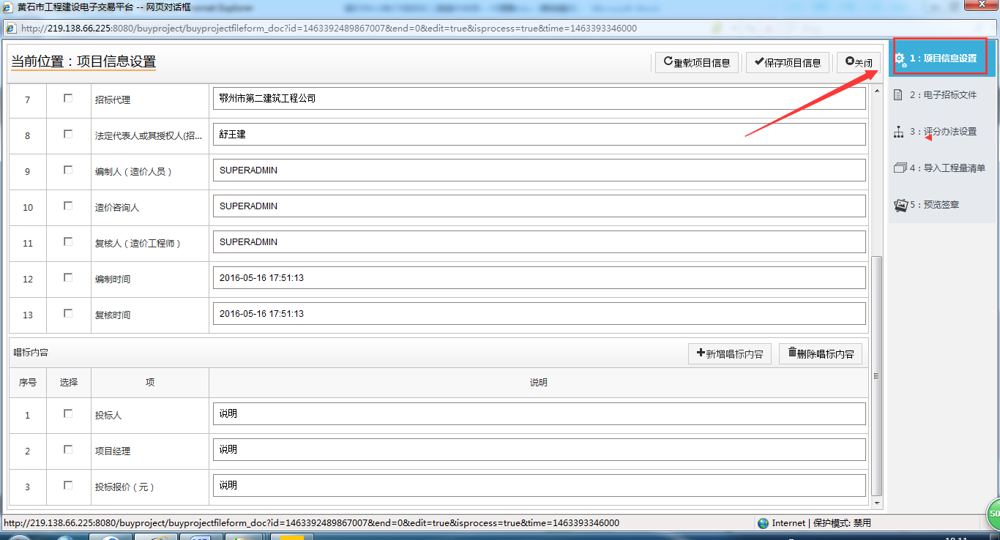 黄石市工程建设电子交易平台 -- 网页对话框
http://219.138.66.225:8080/buyproject/buyprojectfileform_doc?id=1463392489867007&end=0&edit=true&isprocess=true&time=1463393346000
当前位置：项目信息设置
重载项目信息
保存项目信息
关闭
1：项目信息设置
2：电子招标文件
3：评分办法设置
4：导入工程量清单
5：预览签章
7 招标代理 鄂州市第二建筑工程公司
8 法定代表人或其授权人(招... 舒王建
9 编制人（造价人员） SUPERADMIN
10 造价咨询人 SUPERADMIN
11 复核人（造价工程师） SUPERADMIN
12 编制时间 2016-05-16 17:51:13
13 复核时间 2016-05-16 17:51:13
唱标内容 新增唱标内容 删除唱标内容
序号 选择 项 说明
1 投标人 说明
2 项目经理 说明
3 投标报价（元） 说明
http://219.138.66.225:8080/buyproject/buyprojectfileform_doc?id=1463392489867007&end=0&edit=true&isprocess=true&time=1463393346000
Internet | 保护模式: 禁用